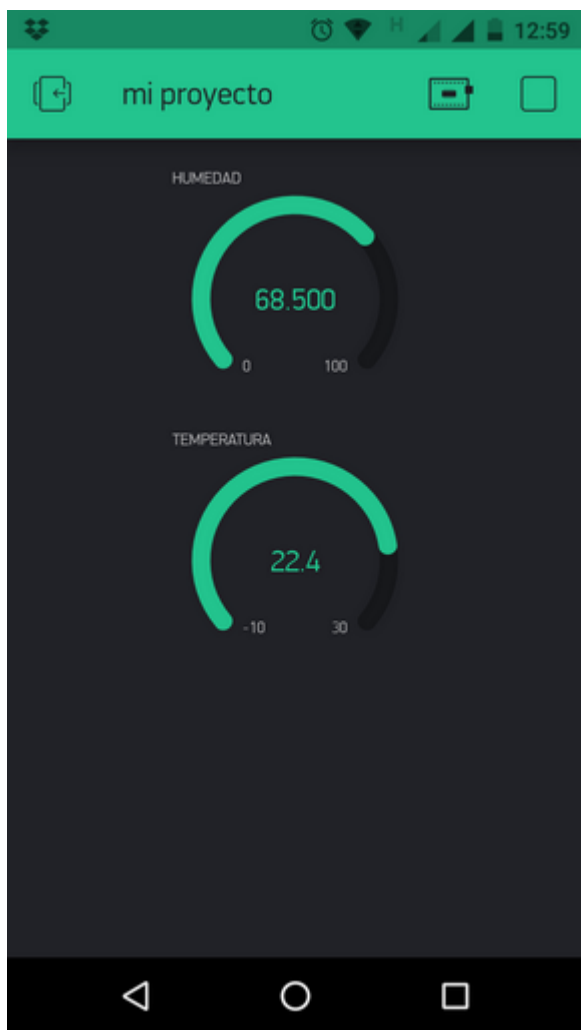 H 12:59
mi proyecto
HUMEDAD
68.500
0 100
TEMPERATURA
22.4
-10 30